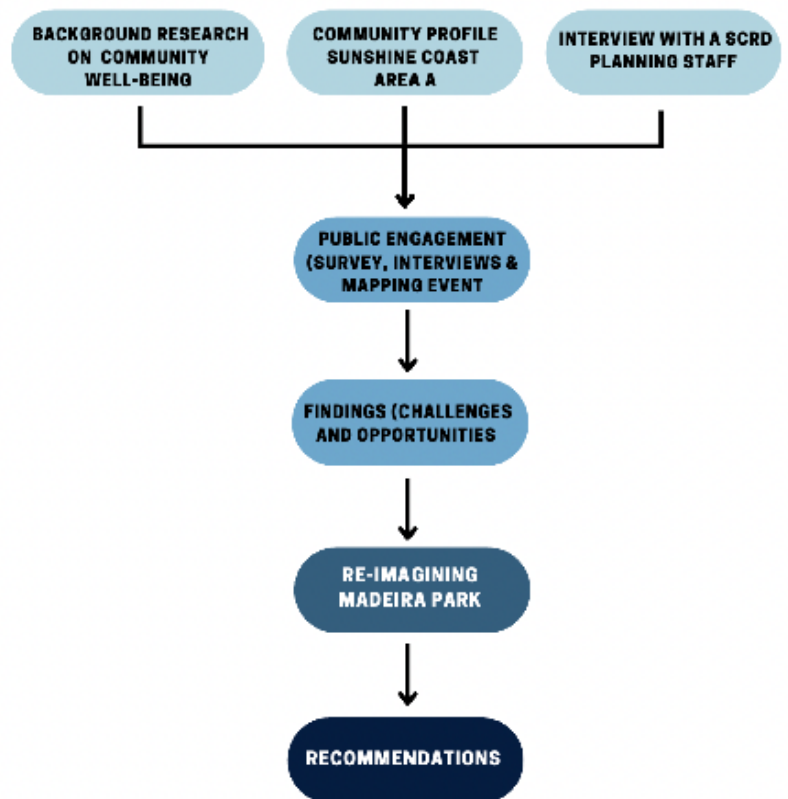 BACKGROUND RESEARCH
ON COMMUNITY
WELL-BEING
COMMUNITY PROFILE
SUNSHINE COAST
AREA A
INTERVIEW WITH A SCRD
PLANNING STAFF
PUBLIC ENGAGEMENT
(SURVEY, INTERVIEWS &
MAPPING EVENT
FINDINGS (CHALLENGES
AND OPPORTUNITIES
RE-IMAGINING
MADEIRA PARK
RECOMMENDATIONS